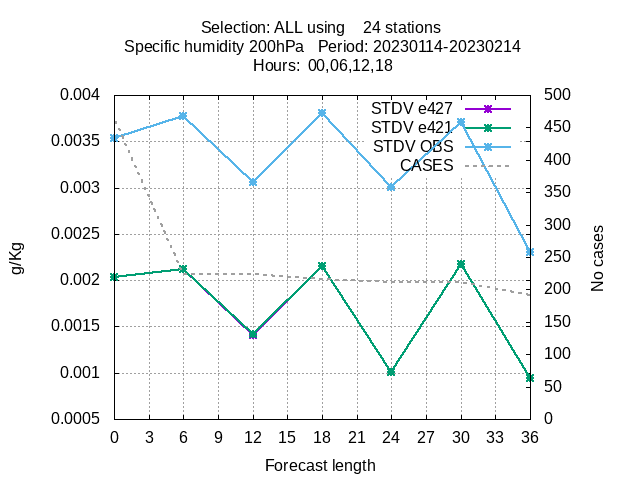 Selection: ALL using    24 stations
Specific humidity 200hPa   Period: 20230114-20230214
Hours:  00,06,12,18
STDV e427
STDV e421
STDV OBS
CASES
0.004
0.0035
0.003
0.0025
0.002
0.0015
0.001
0.0005
g/Kg
500
450
400
350
300
250
200
150
100
50
0
No cases
0 3 6 9 12 15 18 21 24 27 30 33 36
Forecast length